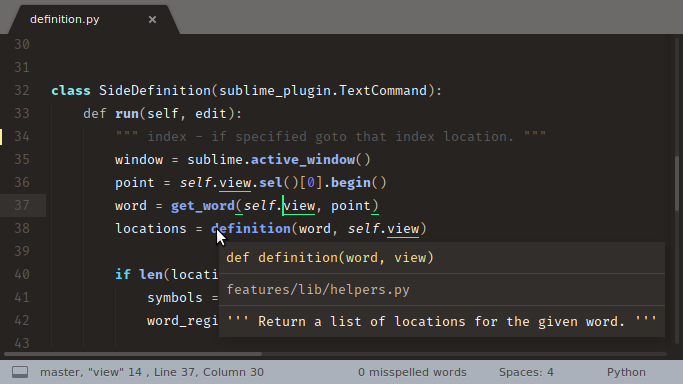 definition.py ×
30
31
32 class SideDefinition(sublime_plugin.TextCommand):
33 def run(self, edit):
34 """ index - if specified goto that index location. """
35 window = sublime.active_window()
36 point = self.view.sel()[0].begin()
37 word = get_word(self.view, point)
38 locations = definition(word, self.view)
39
def definition(word, view)
40 if len(locati
features/lib/helpers.py
41 symbols =
42 word_regi
''' Return a list of locations for the given word. '''
43
master, "view" 14 , Line 37, Column 30 0 misspelled words Spaces: 4 Python